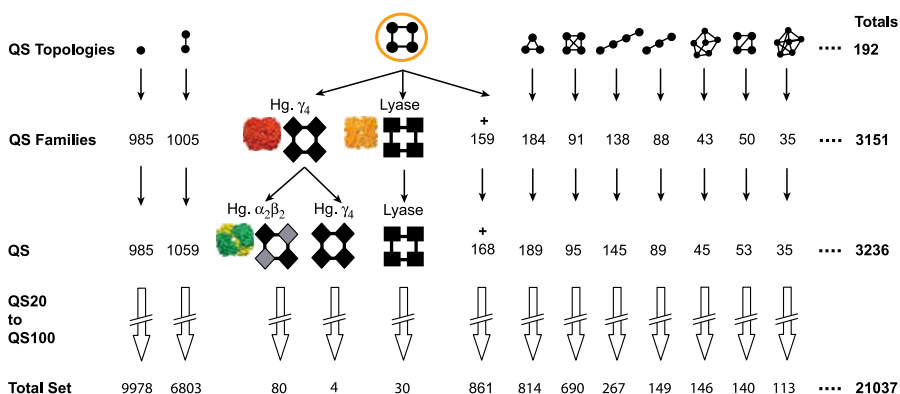 Totals
QS Topologies .... 192
Hg. γ4 Lyase
QS Families 985 1005 + 159 184 91 138 88 43 50 35 .... 3151
Hg. α2β2 Hg. γ4 Lyase
QS 985 1059 + 168 189 95 145 89 45 53 35 .... 3236
QS20
to
QS100
Total Set 9978 6803 80 4 30 861 814 690 267 149 146 140 113 .... 21037